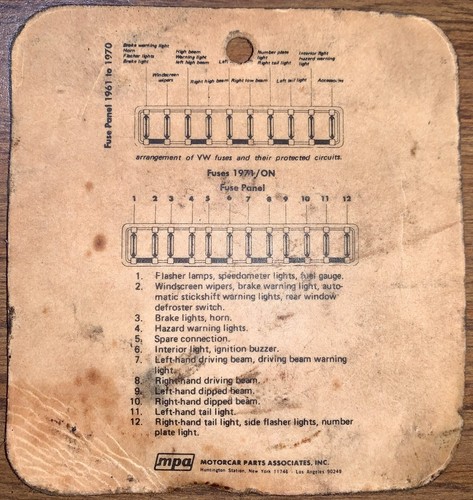 Fuse Panel 1961 to 1970
Brake warning light
Horn
Flasher lights
Brake light
Windscreen
wipers
High beam
Warning light
left high beam
Right high beam
Left
Right low beam
Number plate
light
Right tail light
Left tail light
Interior light
Hazard warning
light
Accessories
arrangement of VW fuses and their protected circuits.
Fuses 1971/ON
Fuse Panel
1 2 3 4 5 6 7 8 9 10 11 12
1. Flasher lamps, speedometer lights, fuel gauge.
2. Windscreen wipers, brake warning light, auto-
matic stickshift warning lights, rear window
defroster switch.
3. Brake lights, horn.
4. Hazard warning lights.
5. Spare connection.
6. Interior light, ignition buzzer.
7. Left-hand driving beam, driving beam warning
light.
8. Right-hand driving beam.
9. Left-hand dipped beam.
10. Right-hand dipped beam.
11. Left-hand tail light.
12. Right-hand tail light, side flasher lights, number
plate light.
mpa MOTORCAR PARTS ASSOCIATES, INC.
Huntington Station, New York 11746 Los Angeles 90248